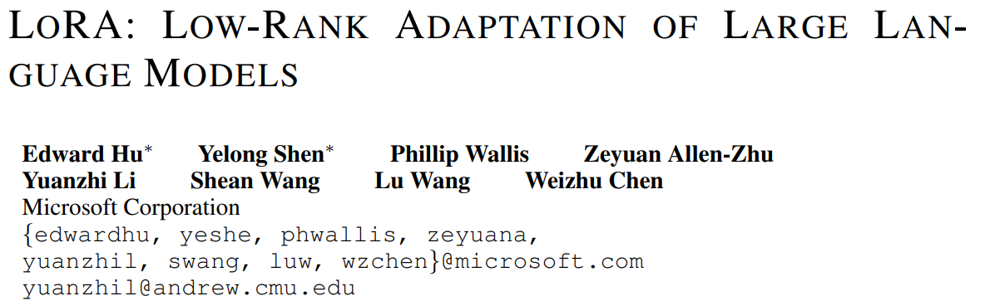 LORA: LOW-RANK ADAPTATION OF LARGE LAN-
GUAGE MODELS
Edward Hu* Yelong Shen* Phillip Wallis Zeyuan Allen-Zhu
Yuanzhi Li Shean Wang Lu Wang Weizhu Chen
Microsoft Corporation
{edwardhu, yeshe, phwallis, zeyuana,
yuanzhil, swang, luw, wzchen}@microsoft.com
yuanzhil@andrew.cmu.edu